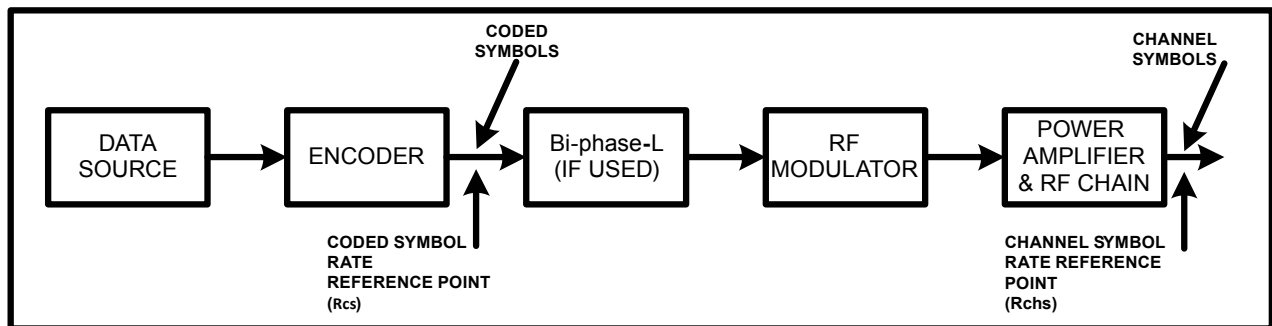 CODED
SYMBOLS
CHANNEL
SYMBOLS
DATA
SOURCE
ENCODER
Bi-phase-L
(IF USED)
RF
MODULATOR
POWER
AMPLIFIER
& RF CHAIN
CODED SYMBOL
RATE
REFERENCE POINT
(Rcs)
CHANNEL SYMBOL
RATE REFERENCE
POINT
(Rchs)